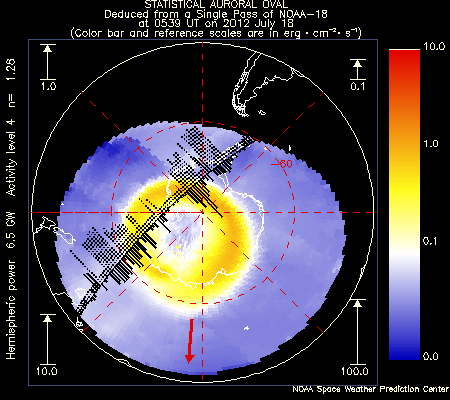 STATISTICAL AURORAL OVAL
Deduced from a Single Pass of NOAA-18
at 0539 UT on 2012 July 18
(Color bar and reference scales are in erg · cm⁻² · s⁻¹)
Hemispheric power 6.5 GW Activity level 4 n= 1.28
1.0
0.1
-60
10.0
100.0
10.0
1.0
0.1
0.0
NOAA Space Weather Prediction Center